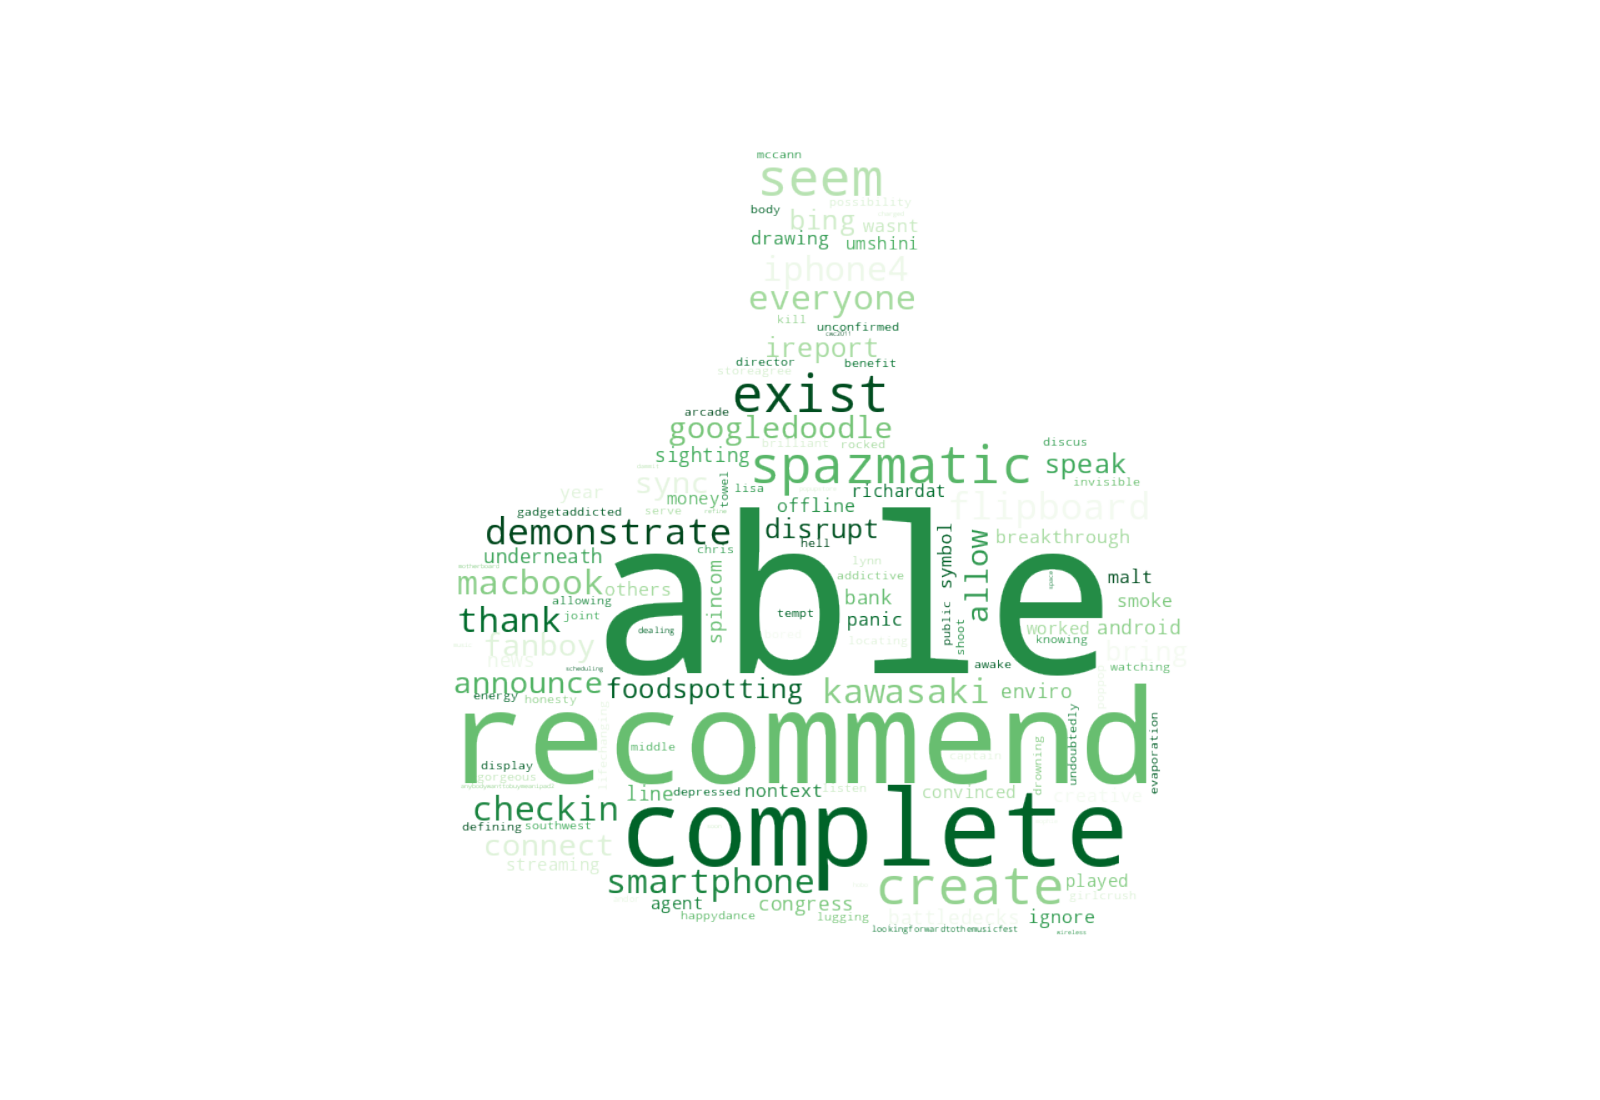 mccann
seem
body
possibility
bing
wasnt
drawing
umshini
iphone4
everyone
kill
unconfirmed
cmc2011
ireport
director
benefit
storeagree
exist
arcade
googledoodle
brilliant
rocked
discus
sighting
spazmatic
speak
sync
towel
lisa
richardat
invisible
year
money
offline
flipboard
gadgetaddicted
serve
refine
demonstrate
disrupt
symbol
allow
breakthrough
hell
chris
underneath
able
lynn
motherboard
macbook
others
spincom
addictive
space
malt
allowing
bank
public
smoke
thank
joint
tempt
panic
shoot
worked
android
dealing
knowing
fanboy
locating
bring
news
awake
watching
scheduling
announce
foodspotting
kawasaki
enviro
energy
honesty
recommend
undoubtedly
evaporation
middle
captain
drowning
display
gorgeous
line
depressed
nontext
listen
convinced
creative
checkin
complete
defining
southwest
connect
streaming
smartphone
create
played
agent
congress
girlcrush
happydance
lugging
battledecks
ignore
lookingforwardtothemusicfest
wireless